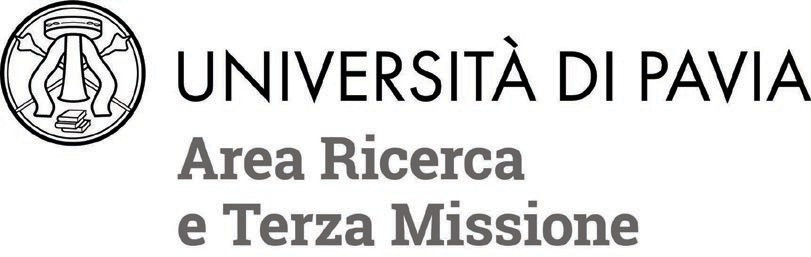 UNIVERSITÀ DI PAVIA
Area Ricerca
e Terza Missione